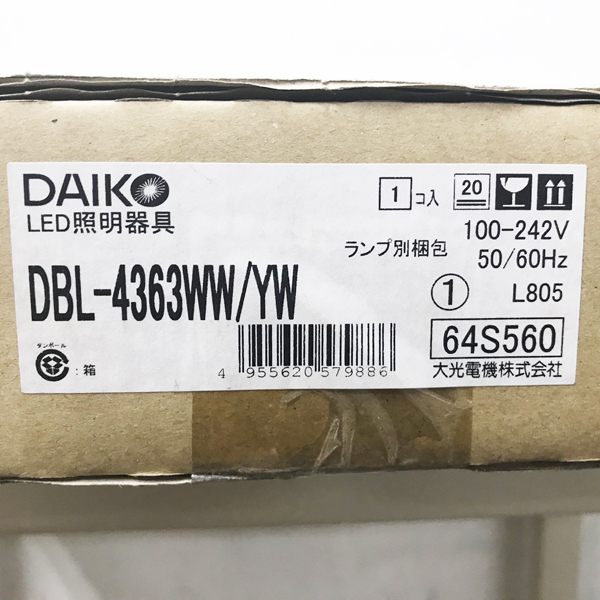 DAIKO
LED照明器具
1 コ入 20
ランプ別梱包
100-242V
50/60Hz
DBL-4363WW/YW
① L805
64S560
ダンボール
:箱
4 955620 579886
大光電機株式会社